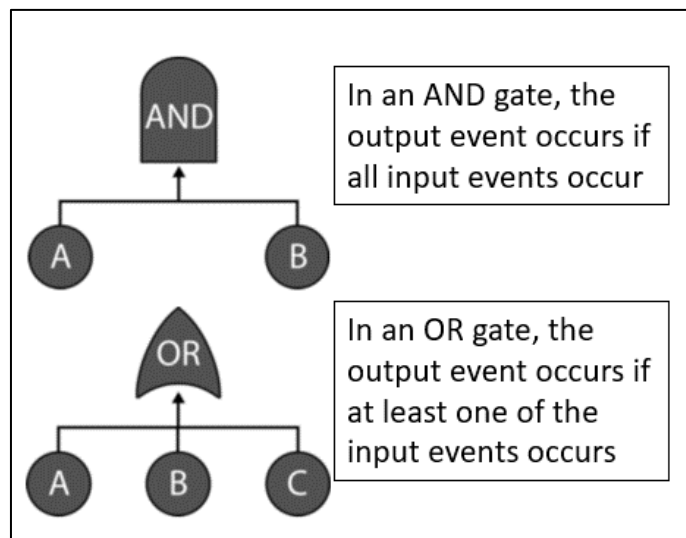 AND
In an AND gate, the
output event occurs if
all input events occur
A
B
OR
In an OR gate, the
output event occurs if
at least one of the
input events occurs
A
B
C